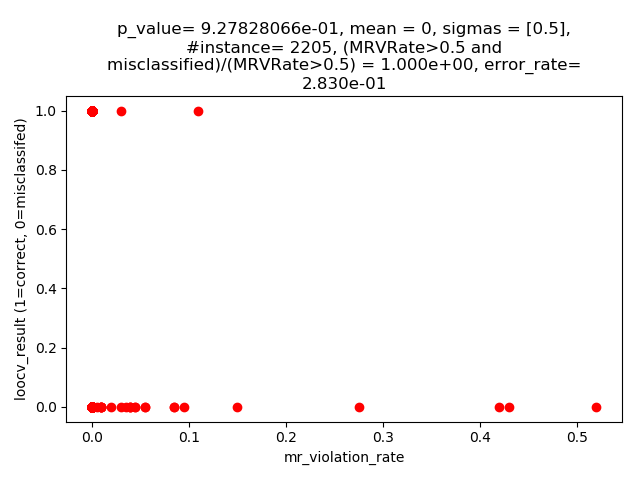 p_value= 9.27828066e-01, mean = 0, sigmas = [0.5],
#instance= 2205, (MRVRate>0.5 and
misclassified)/(MRVRate>0.5) = 1.000e+00, error_rate=
2.830e-01
loocv_result (1=correct, 0=misclassifed)
1.0
0.8
0.6
0.4
0.2
0.0
0.0 0.1 0.2 0.3 0.4 0.5
mr_violation_rate